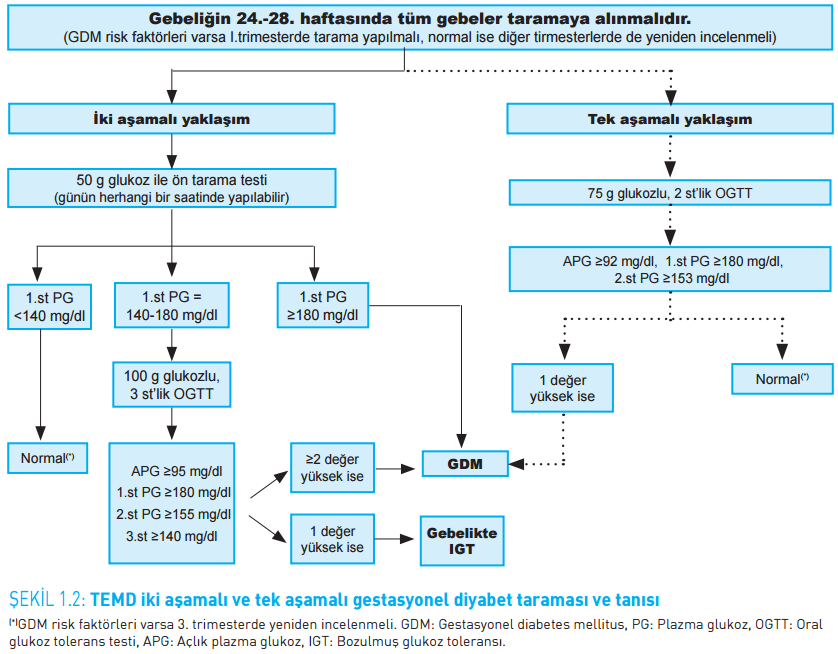 Gebeliğin 24.-28. haftasında tüm gebeler taramaya alınmalıdır.
(GDM risk faktörleri varsa I.trimesterde tarama yapılmalı, normal ise diğer tirmesterlerde de yeniden incelenmeli)
İki aşamalı yaklaşım
Tek aşamalı yaklaşım
50 g glukoz ile ön tarama testi
(günün herhangi bir saatinde yapılabilir)
75 g glukozlu, 2 st'lik OGTT
APG ≥92 mg/dl, 1.st PG ≥180 mg/dl,
2.st PG ≥153 mg/dl
1.st PG
<140 mg/dl
1.st PG =
140-180 mg/dl
1.st PG
≥180 mg/dl
100 g glukozlu,
3 st'lik OGTT
1 değer
yüksek ise
Normal(*)
Normal(*)
APG ≥95 mg/dl
1.st PG ≥180 mg/dl
2.st PG ≥155 mg/dl
3.st ≥140 mg/dl
≥2 değer
yüksek ise
GDM
1 değer
yüksek ise
Gebelikte
IGT
ŞEKİL 1.2: TEMD iki aşamalı ve tek aşamalı gestasyonel diyabet taraması ve tanısı
(*)GDM risk faktörleri varsa 3. trimesterde yeniden incelenmeli. GDM: Gestasyonel diabetes mellitus, PG: Plazma glukoz, OGTT: Oral
glukoz tolerans testi, APG: Açlık plazma glukoz, IGT: Bozulmuş glukoz toleransı.